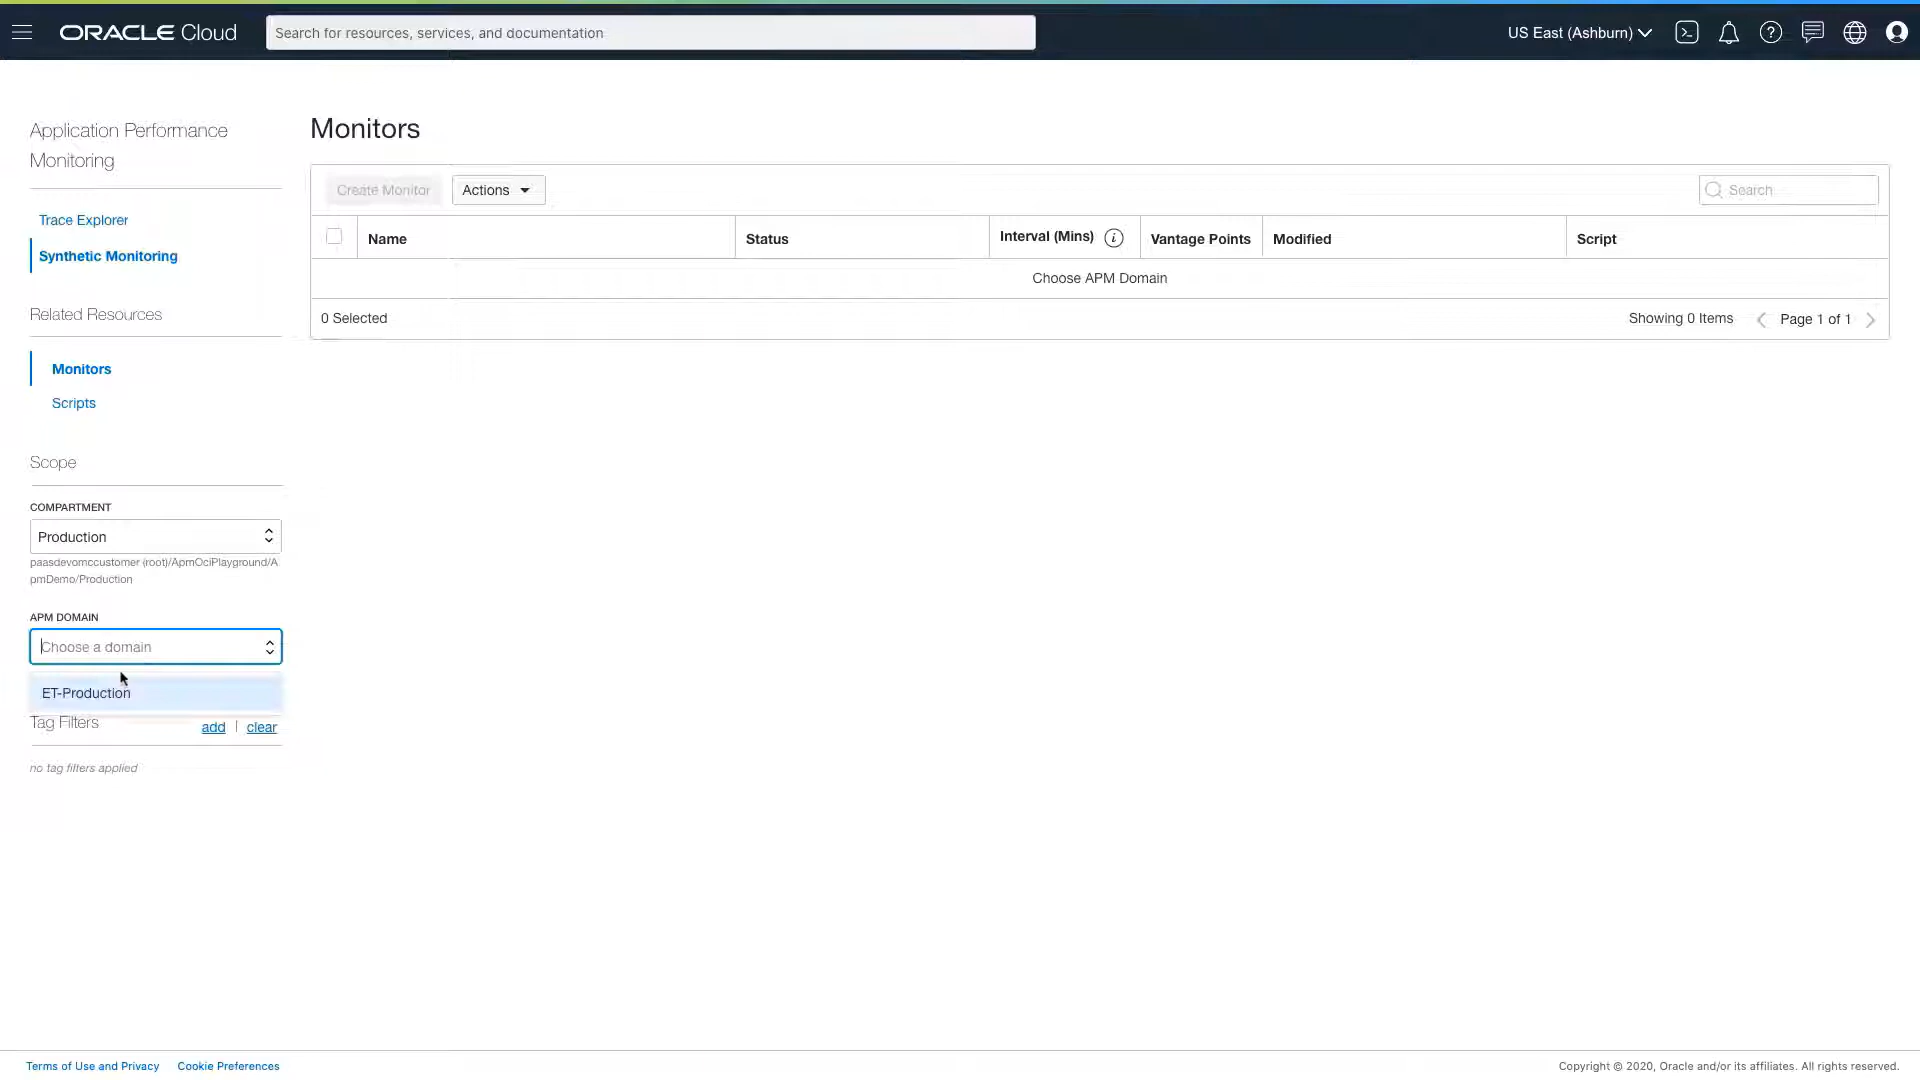 ORACLE Cloud
Search for resources, services, and documentation
US East (Ashburn)
Application Performance
Monitoring
Trace Explorer
Synthetic Monitoring
Related Resources
Monitors
Scripts
Scope
COMPARTMENT
Production
paasdevomccustomer (root)/ApmOciPlayground/A
pmDemo/Production
APM DOMAIN
Choose a domain
ET-Production
Tag Filters add | clear
no tag filters applied
Monitors
Create Monitor Actions Search
Name Status Interval (Mins) i Vantage Points Modified Script
Choose APM Domain
0 Selected Showing 0 Items Page 1 of 1
Terms of Use and Privacy Cookie Preferences Copyright © 2020, Oracle and/or its affiliates. All rights reserved.